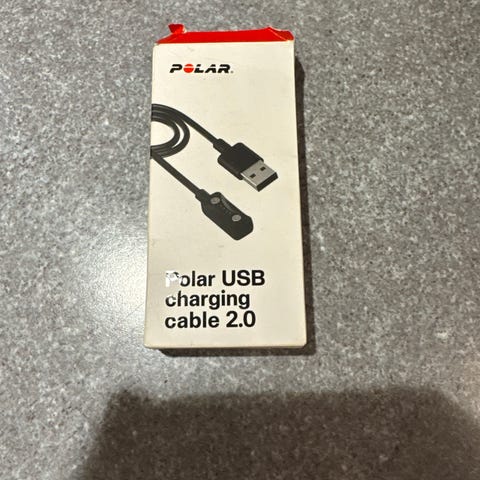 POLAR.
Polar USB
charging
cable 2.0